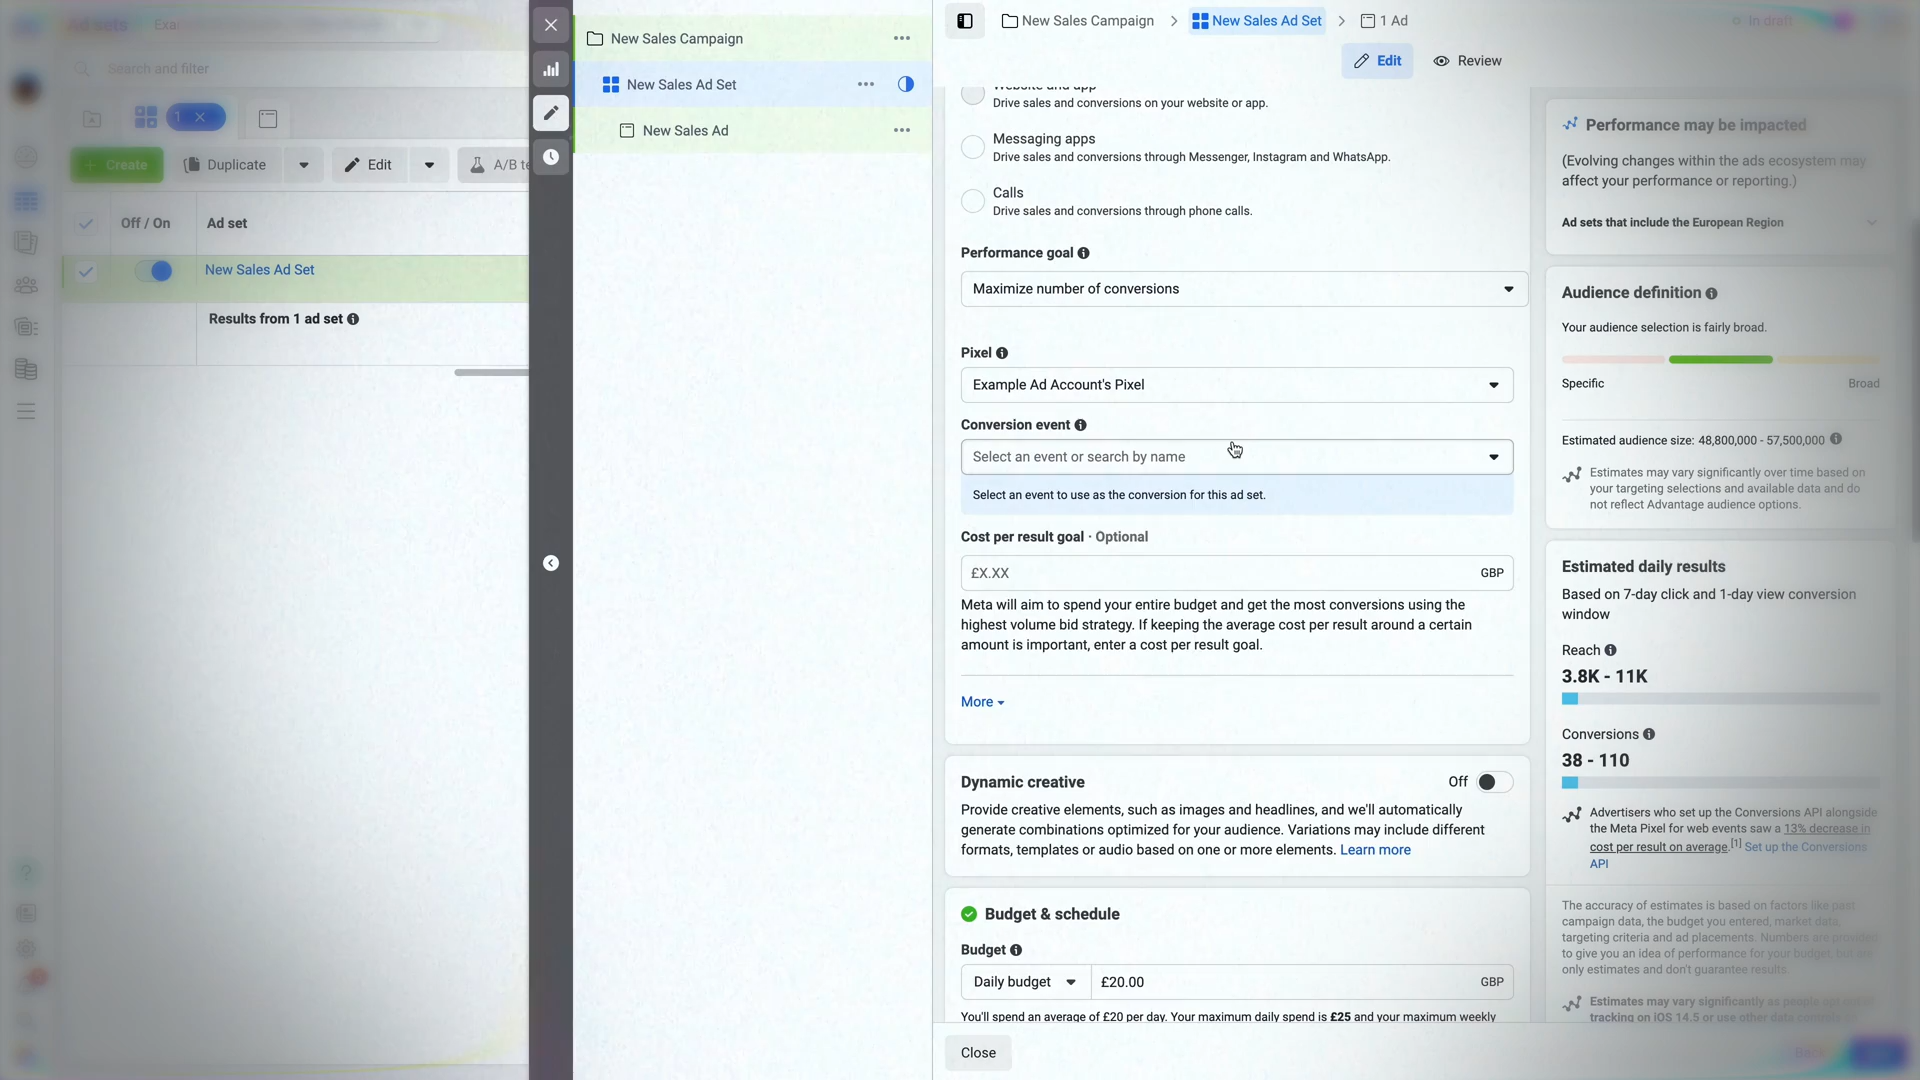 Ad sets
Search and filter
1
Create
Duplicate
Edit
A/B te
Off / On
Ad set
New Sales Ad Set
Results from 1 ad set
New Sales Campaign
New Sales Ad Set
New Sales Ad
New Sales Campaign
New Sales Ad Set
1 Ad
In draft
Edit
Review
Website and app
Drive sales and conversions on your website or app.
Messaging apps
Drive sales and conversions through Messenger, Instagram and WhatsApp.
Calls
Drive sales and conversions through phone calls.
Performance goal
Maximize number of conversions
Pixel
Example Ad Account's Pixel
Conversion event
Select an event or search by name
Select an event to use as the conversion for this ad set.
Cost per result goal · Optional
£X.XX
GBP
Meta will aim to spend your entire budget and get the most conversions using the
highest volume bid strategy. If keeping the average cost per result around a certain
amount is important, enter a cost per result goal.
More
Dynamic creative
Off
Provide creative elements, such as images and headlines, and we'll automatically
generate combinations optimized for your audience. Variations may include different
formats, templates or audio based on one or more elements. Learn more
Budget & schedule
Budget
Daily budget
£20.00
GBP
You'll spend an average of £20 per day. Your maximum daily spend is £25 and your maximum weekly
Close
Performance may be impacted
(Evolving changes within the ads ecosystem may
affect your performance or reporting.)
Ad sets that include the European Region
Audience definition
Your audience selection is fairly broad.
Specific
Broad
Estimated audience size: 48,800,000 - 57,500,000
Estimates may vary significantly over time based on
your targeting selections and available data and do
not reflect Advantage audience options.
Estimated daily results
Based on 7-day click and 1-day view conversion
window
Reach
3.8K - 11K
Conversions
38 - 110
Advertisers who set up the Conversions API alongside
the Meta Pixel for web events saw a 13% decrease in
cost per result on average.[1] Set up the Conversions
API
The accuracy of estimates is based on factors like past
campaign data, the budget you entered, market data,
targeting criteria and ad placements. Numbers are provided
to give you an idea of performance for your budget, but are
only estimates and don't guarantee results.
Estimates may vary significantly as people opt out of
tracking on iOS 14.5 or use other data controls
Back